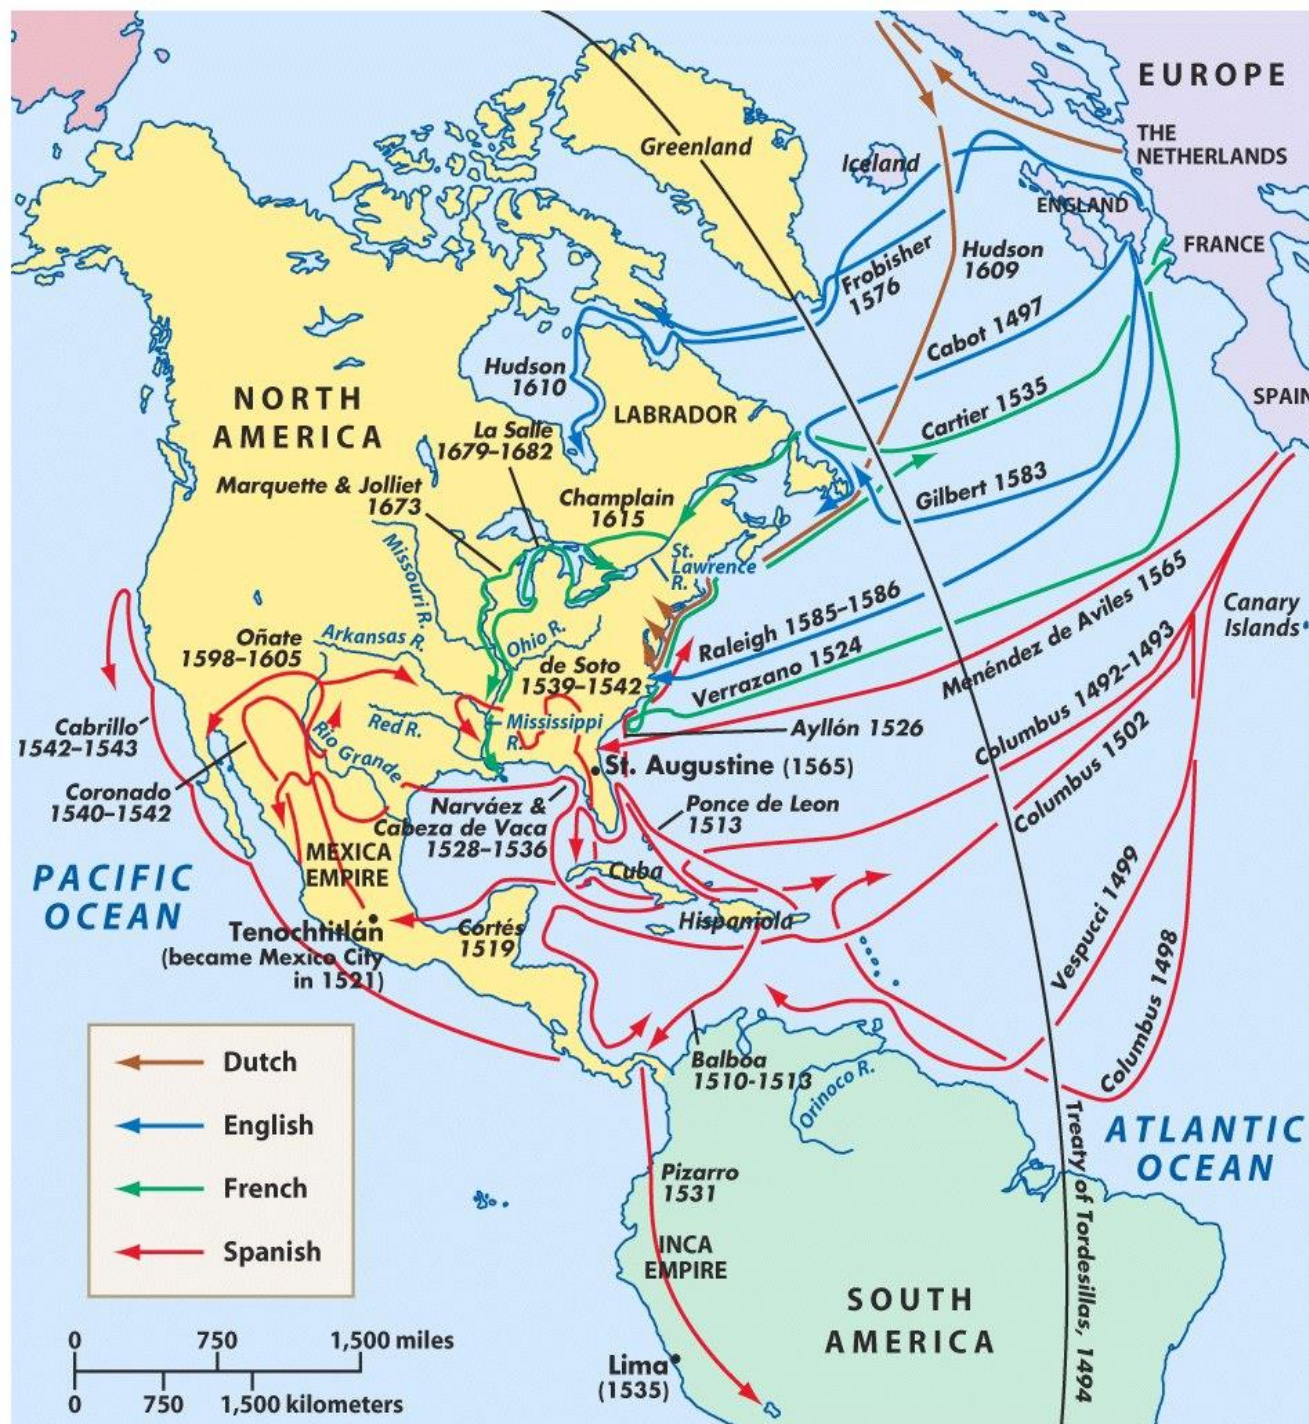 EUROPE
THE
NETHERLANDS
Greenland
Iceland
ENGLAND
FRANCE
Hudson
1609
Frobisher
1576
Cabot 1497
Hudson
1610
NORTH
AMERICA
LABRADOR
Cartier 1535
SPAIN
La Salle
1679–1682
Marquette & Jolliet
1673
Champlain
1615
Gilbert 1583
Missouri R.
St.
Lawrence
R.
Menéndez de Aviles 1565
Canary
Islands
Raleigh 1585–1586
Verrazano 1524
Oñate
1598–1605
Arkansas R.
Ohio R.
de Soto
1539–1542
Columbus 1492–1493
Cabrillo
1542–1543
Rio Grande
Red R.
Mississippi
R.
Ayllón 1526
Columbus 1502
St. Augustine (1565)
Coronado
1540–1542
Narváez &
Cabeza de Vaca
1528–1536
Ponce de Leon
1513
MEXICA
EMPIRE
PACIFIC
OCEAN
Cuba
Hispaniola
Tenochtitlán
(became Mexico City
in 1521)
Cortés
1519
Vespucci 1499
Columbus 1498
Balboa
1510-1513
Orinoco R.
Dutch
English
French
Spanish
ATLANTIC
OCEAN
Treaty of Tordesillas, 1494
Pizarro
1531
INCA
EMPIRE
SOUTH
AMERICA
Lima
(1535)
0 750 1,500 miles
0 750 1,500 kilometers